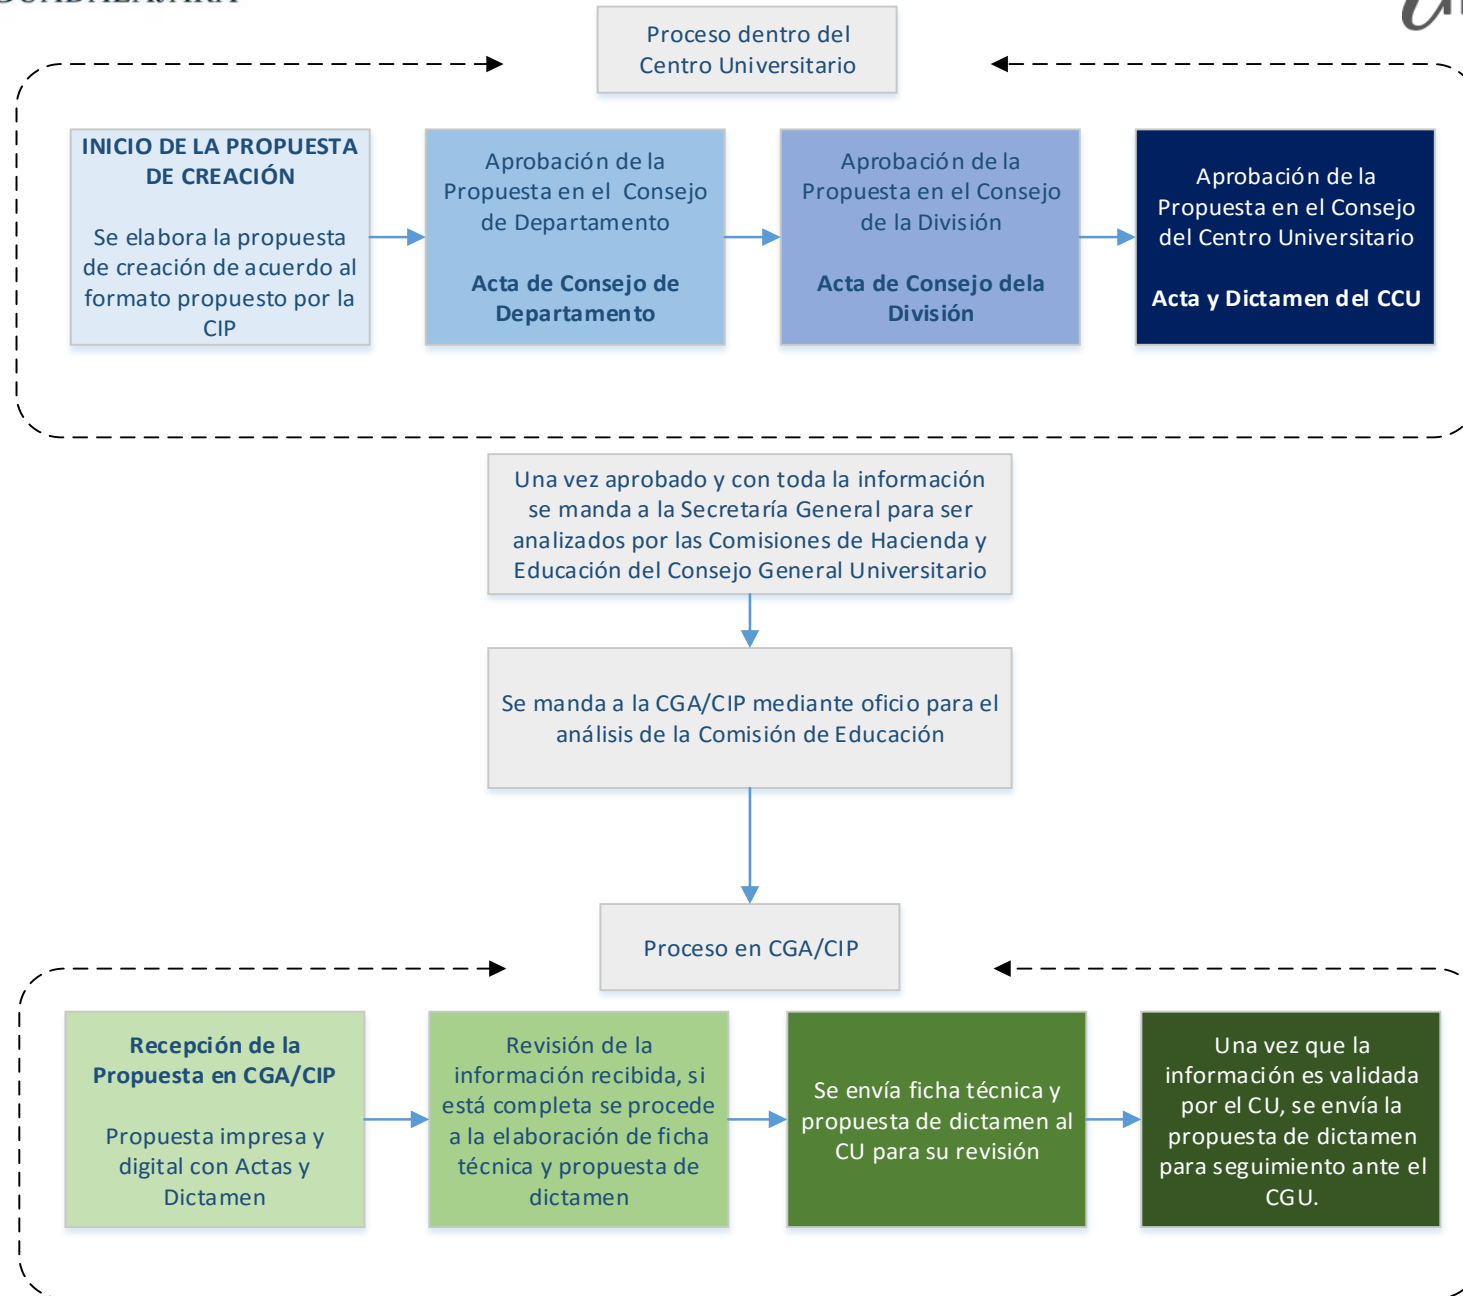 Proceso dentro del
Centro Universitario
INICIO DE LA PROPUESTA
DE CREACIÓN
Se elabora la propuesta
de creación de acuerdo al
formato propuesto por la
CIP
Aprobación de la
Propuesta en el Consejo
de Departamento
Acta de Consejo de
Departamento
Aprobación de la
Propuesta en el Consejo
de la División
Acta de Consejo dela
División
Aprobación de la
Propuesta en el Consejo
del Centro Universitario
Acta y Dictamen del CCU
Una vez aprobado y con toda la información
se manda a la Secretaría General para ser
analizados por las Comisiones de Hacienda y
Educación del Consejo General Universitario
Se manda a la CGA/CIP mediante oficio para el
análisis de la Comisión de Educación
Proceso en CGA/CIP
Recepción de la
Propuesta en CGA/CIP
Propuesta impresa y
digital con Actas y
Dictamen
Revisión de la
información recibida, si
está completa se procede
a la elaboración de ficha
técnica y propuesta de
dictamen
Se envía ficha técnica y
propuesta de dictamen al
CU para su revisión
Una vez que la
información es validada
por el CU, se envía la
propuesta de dictamen
para seguimiento ante el
CGU.